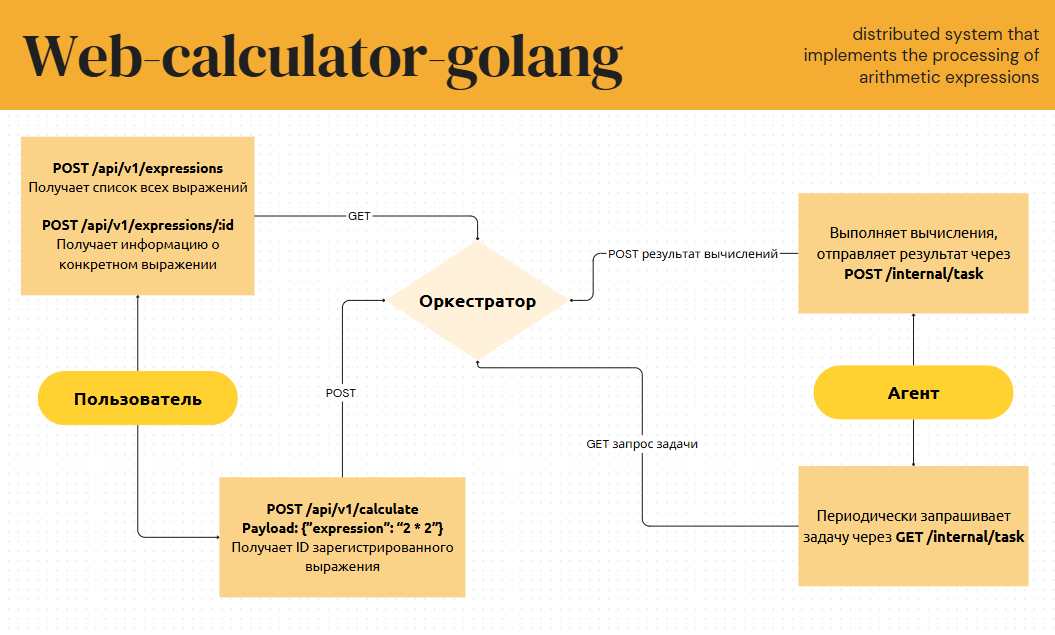 Web-calculator-golang
distributed system that
implements the processing of
arithmetic expressions
POST /api/v1/expressions
Получает список всех выражений
POST /api/v1/expressions/:id
Получает информацию о
конкретном выражении
GET
Оркестратор
POST результат вычислений
Выполняет вычисления,
отправляет результат через
POST /internal/task
Пользователь
POST
Агент
GET запрос задачи
POST /api/v1/calculate
Payload: {”expression”: “2 * 2”}
Получает ID зарегистрированного
выражения
Периодически запрашивает
задачу через GET /internal/task